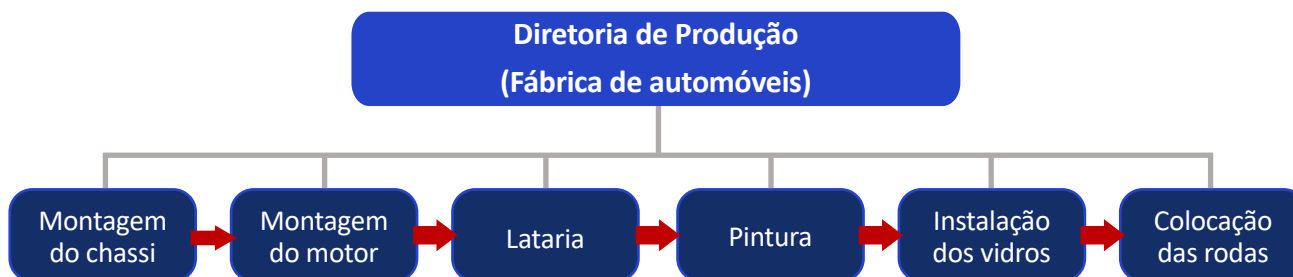 Diretoria de Produção
(Fábrica de automóveis)
Montagem
do chassi
Montagem
do motor
Lataria
Pintura
Instalação
dos vidros
Colocação
das rodas